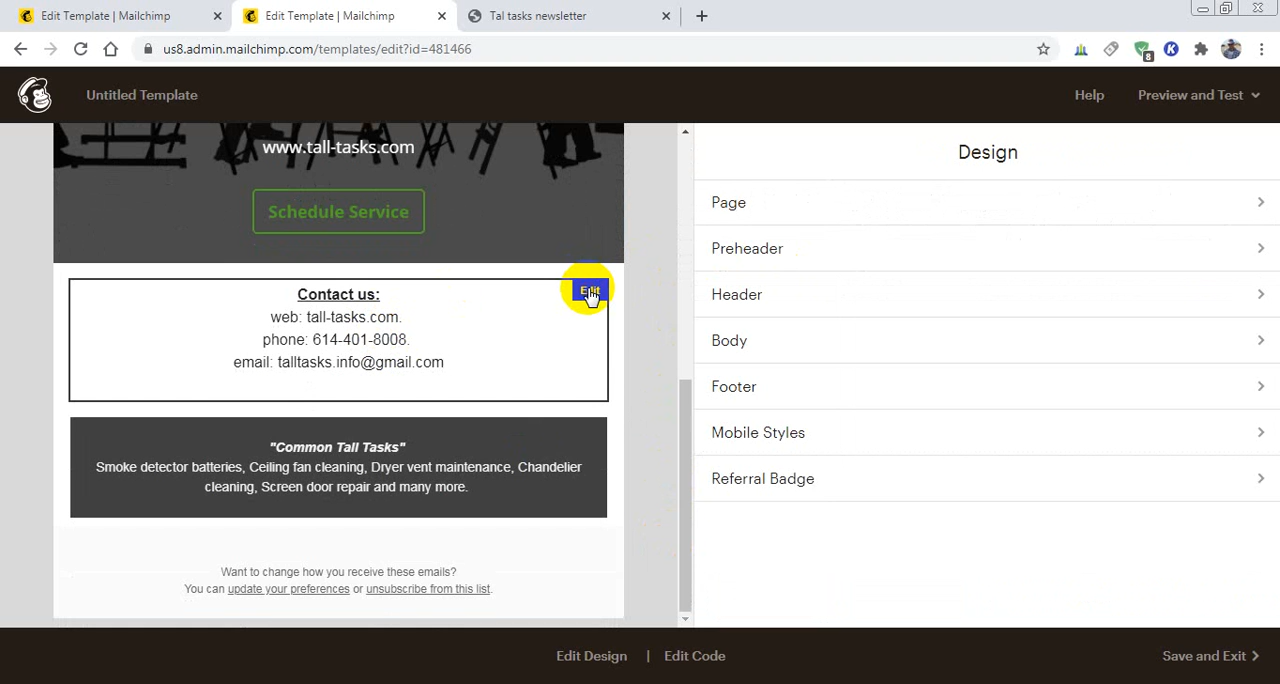 Edit Template | Mailchimp
Edit Template | Mailchimp
Tal tasks newsletter
us8.admin.mailchimp.com/templates/edit?id=481466
8
K
Untitled Template
Help
Preview and Test
www.tall-tasks.com
Schedule Service
Edit
Contact us:
web: tall-tasks.com.
phone: 614-401-8008.
email: talltasks.info@gmail.com
"Common Tall Tasks"
Smoke detector batteries, Ceiling fan cleaning, Dryer vent maintenance, Chandelier
cleaning, Screen door repair and many more.
Want to change how you receive these emails?
You can update your preferences or unsubscribe from this list.
Design
Page
Preheader
Header
Body
Footer
Mobile Styles
Referral Badge
Edit Design | Edit Code
Save and Exit